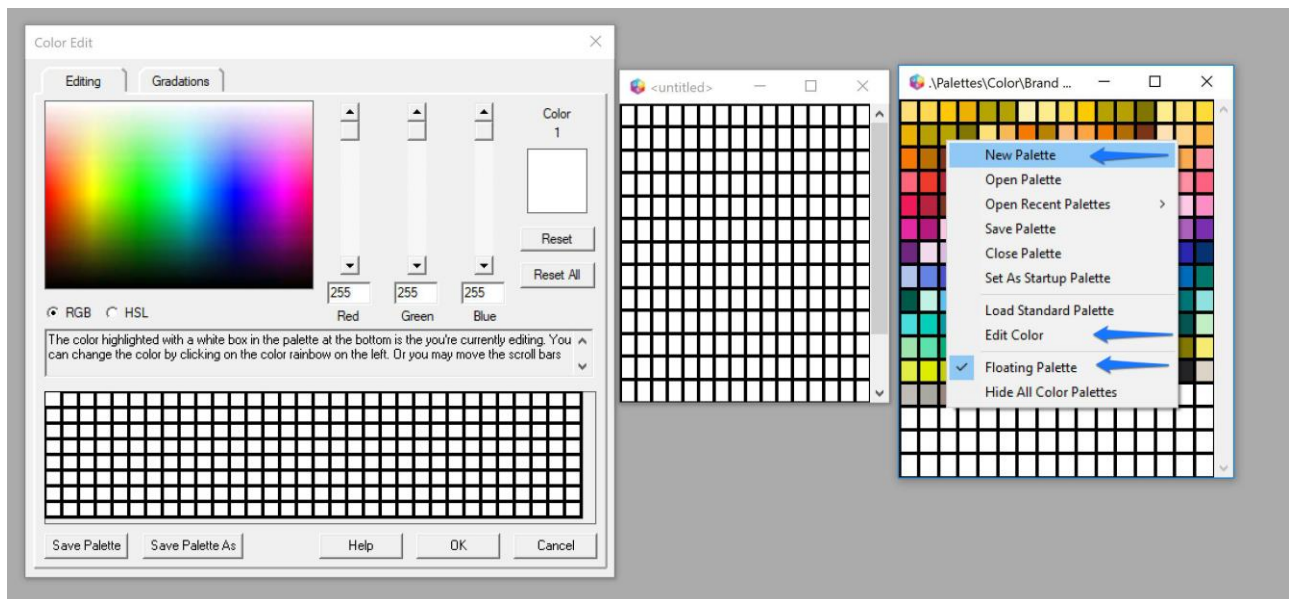 Color Edit
Editing
Gradations
Color
1
Reset
Reset All
255
255
255
Red
Green
Blue
RGB
HSL
The color highlighted with a white box in the palette at the bottom is the you're currently editing. You
can change the color by clicking on the color rainbow on the left. Or you may move the scroll bars
Save Palette
Save Palette As
Help
OK
Cancel
<untitled>
.\Palettes\Color\Brand ...
New Palette
Open Palette
Open Recent Palettes
Save Palette
Close Palette
Set As Startup Palette
Load Standard Palette
Edit Color
Floating Palette
Hide All Color Palettes